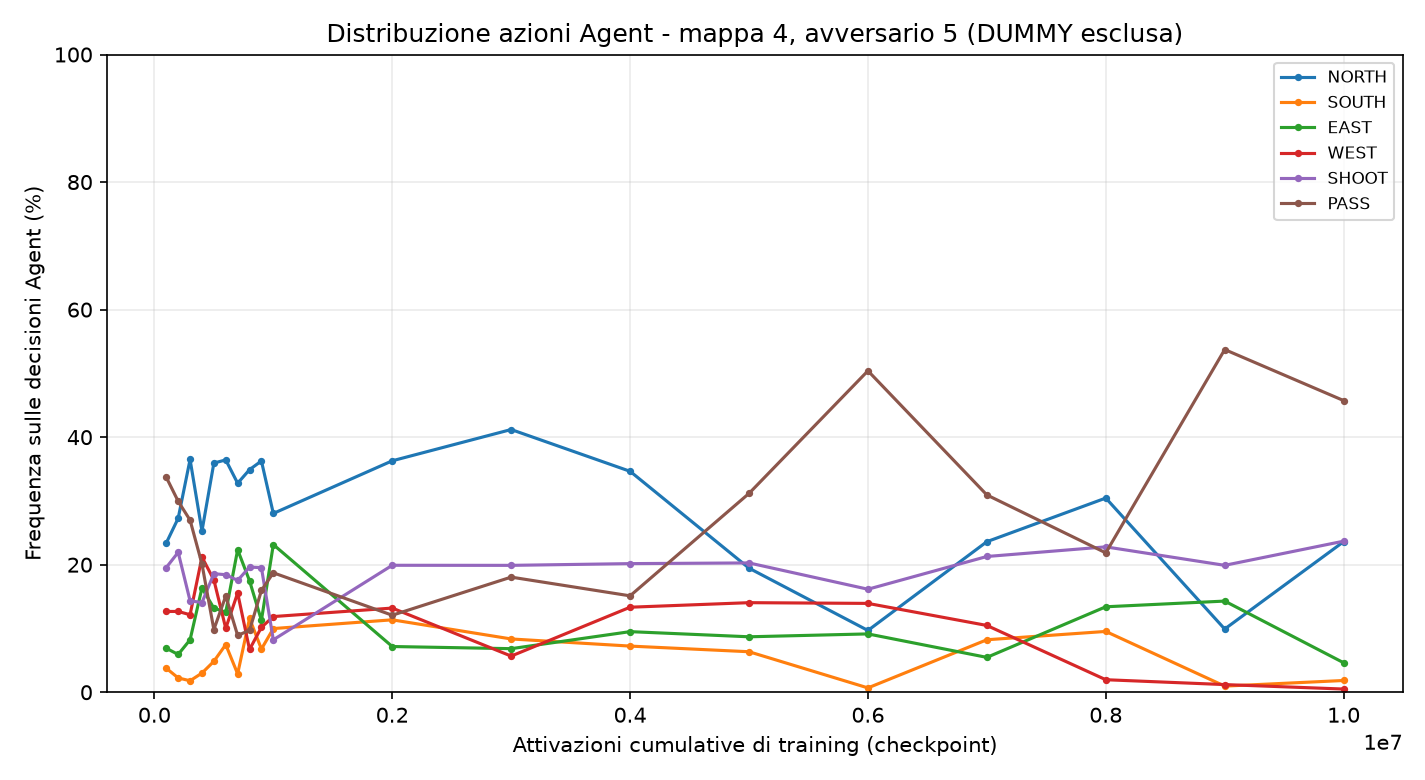 Distribuzione azioni Agent - mappa 4, avversario 5 (DUMMY esclusa)
100
80
60
40
20
0
Frequenza sulle decisioni Agent (%)
NORTH
SOUTH
EAST
WEST
SHOOT
PASS
0.0
0.2
0.4
0.6
0.8
1.0
1e7
Attivazioni cumulative di training (checkpoint)